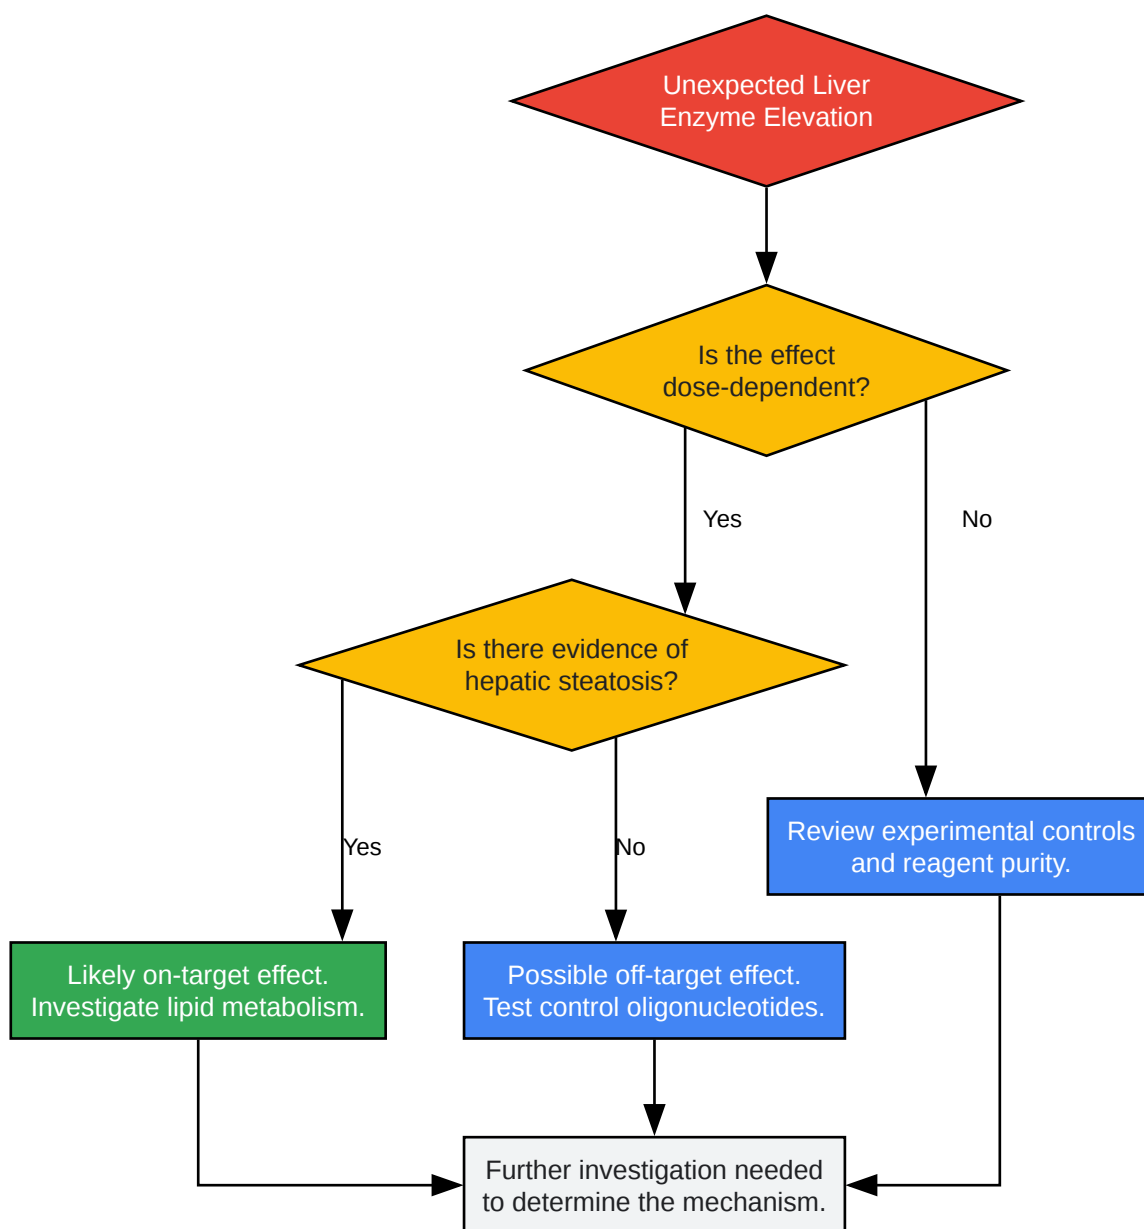 Unexpected Liver
Enzyme Elevation
Is the effect
dose-dependent?
Yes
No
Is there evidence of
hepatic steatosis?
Yes
No
Review experimental controls
and reagent purity.
Likely on-target effect.
Investigate lipid metabolism.
Possible off-target effect.
Test control oligonucleotides.
Further investigation needed
to determine the mechanism.